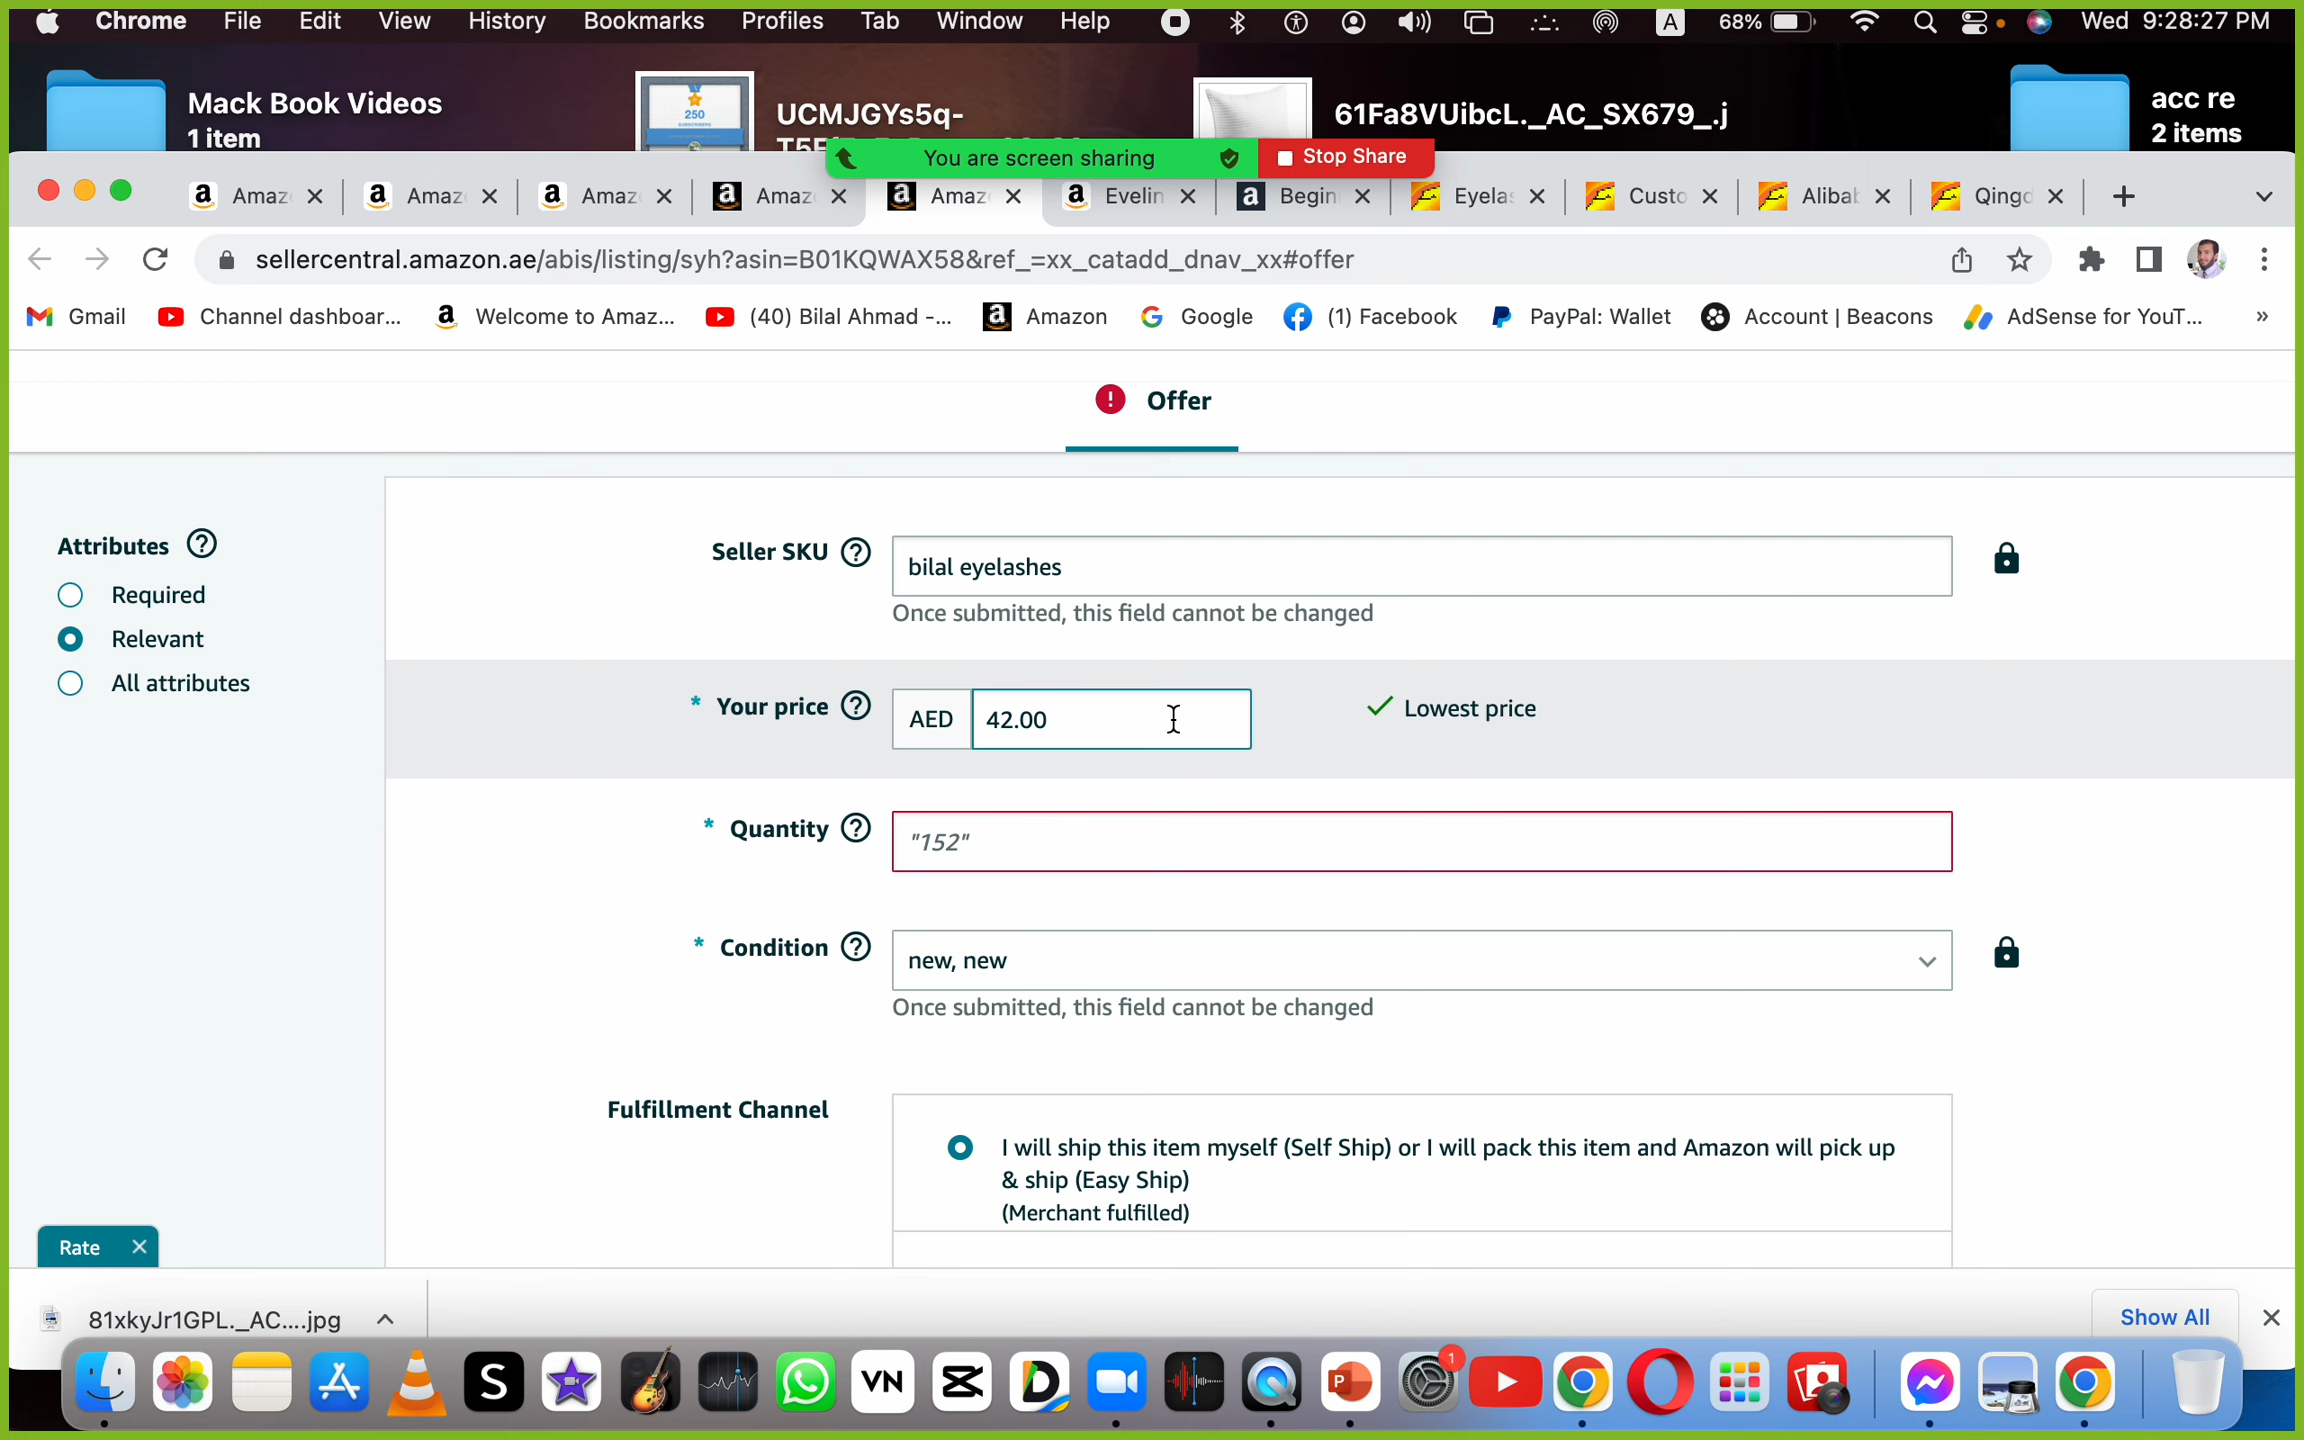 Chrome File Edit View History Bookmarks Profiles Tab Window Help A 68% Wed 9:28:27 PM
Mack Book Videos
1 item
250
UCMJGYs5q-
61Fa8VUibcL._AC_SX679_.j
acc re
2 items
You are screen sharing Stop Share
Amaz Amaz Amaz Amaz Amaz Evelin Begin Eyelas Custo Alibab Qingd
sellercentral.amazon.ae/abis/listing/syh?asin=B01KQWAX58&ref_=xx_catadd_dnav_xx#offer
Gmail Channel dashboar... Welcome to Amaz... (40) Bilal Ahmad -... Amazon Google (1) Facebook PayPal: Wallet Account | Beacons AdSense for YouT... »
! Offer
Attributes ?
Required
Relevant
All attributes
Seller SKU ? bilal eyelashes
Once submitted, this field cannot be changed
* Your price ? AED 42.00 Lowest price
* Quantity ? "152"
* Condition ? new, new
Once submitted, this field cannot be changed
Fulfillment Channel
I will ship this item myself (Self Ship) or I will pack this item and Amazon will pick up
& ship (Easy Ship)
(Merchant fulfilled)
Rate
81xkyJr1GPL._AC....jpg Show All
S VN D P 1